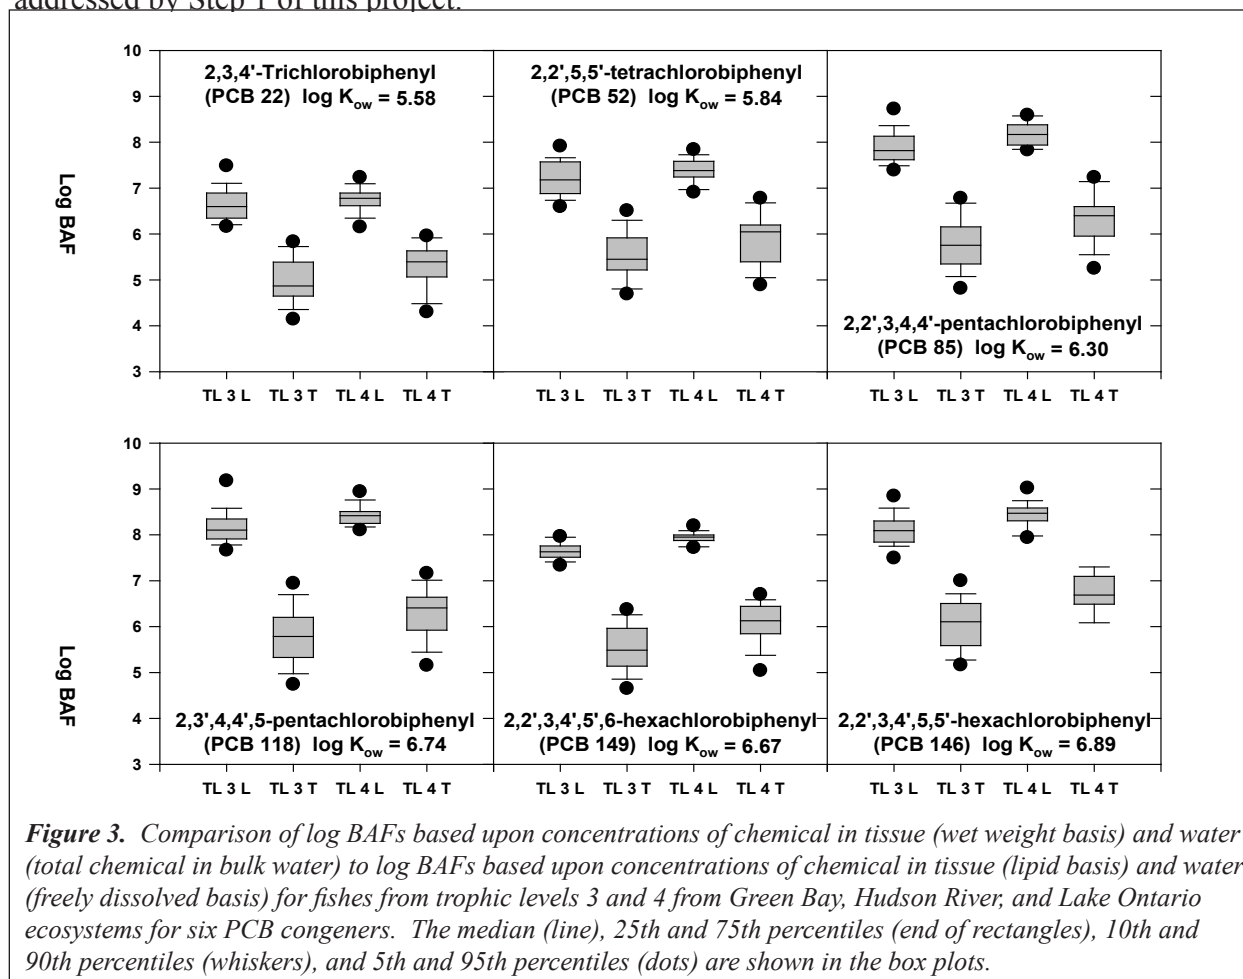 addressed by Step 1 of this project.
10
9
8
7
6
5
4
3
Log BAF
2,3,4'-Trichlorobiphenyl
(PCB 22) log Kow = 5.58
2,2',5,5'-tetrachlorobiphenyl
(PCB 52) log Kow = 5.84
2,2',3,4,4'-pentachlorobiphenyl
(PCB 85) log Kow = 6.30
TL 3 L TL 3 T TL 4 L TL 4 T
TL 3 L TL 3 T TL 4 L TL 4 T
TL 3 L TL 3 T TL 4 L TL 4 T
10
9
8
7
6
5
4
3
Log BAF
2,3',4,4',5-pentachlorobiphenyl
(PCB 118) log Kow = 6.74
2,2',3,4',5',6-hexachlorobiphenyl
(PCB 149) log Kow = 6.67
2,2',3,4',5,5'-hexachlorobiphenyl
(PCB 146) log Kow = 6.89
TL 3 L TL 3 T TL 4 L TL 4 T
TL 3 L TL 3 T TL 4 L TL 4 T
TL 3 L TL 3 T TL 4 L TL 4 T
Figure 3. Comparison of log BAFs based upon concentrations of chemical in tissue (wet weight basis) and water
(total chemical in bulk water) to log BAFs based upon concentrations of chemical in tissue (lipid basis) and water
(freely dissolved basis) for fishes from trophic levels 3 and 4 from Green Bay, Hudson River, and Lake Ontario
ecosystems for six PCB congeners. The median (line), 25th and 75th percentiles (end of rectangles), 10th and
90th percentiles (whiskers), and 5th and 95th percentiles (dots) are shown in the box plots.